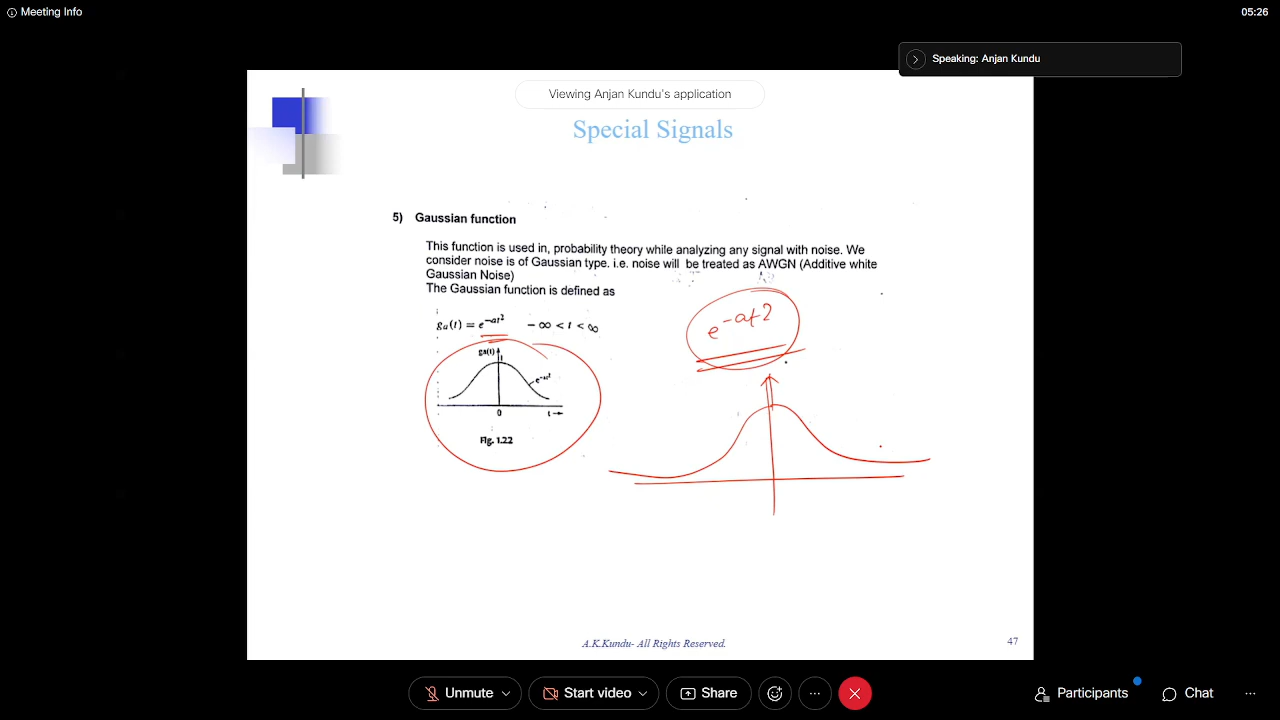 Meeting Info
05:26
Speaking: Anjan Kundu
Viewing Anjan Kundu's application
Special Signals
5) Gaussian function
This function is used in, probability theory while analyzing any signal with noise. We
consider noise is of Gaussian type. i.e. noise will be treated as AWGN (Additive white
Gaussian Noise)
The Gaussian function is defined as
ga(t) = e^-at² - ∞ < t < ∞
e^-at2
ga(t)
1
e^-at²
0
t
Fig. 1.22
A.K.Kundu- All Rights Reserved.
47
Unmute
Start video
Share
Participants
Chat